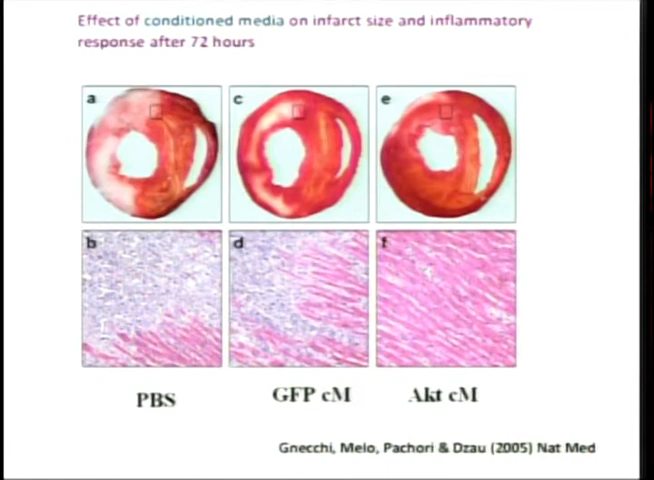 Effect of conditioned media on infarct size and inflammatory
response after 72 hours
a c e
b d f
PBS GFP cM Akt cM
Gnecchi, Melo, Pachori & Dzau (2005) Nat Med